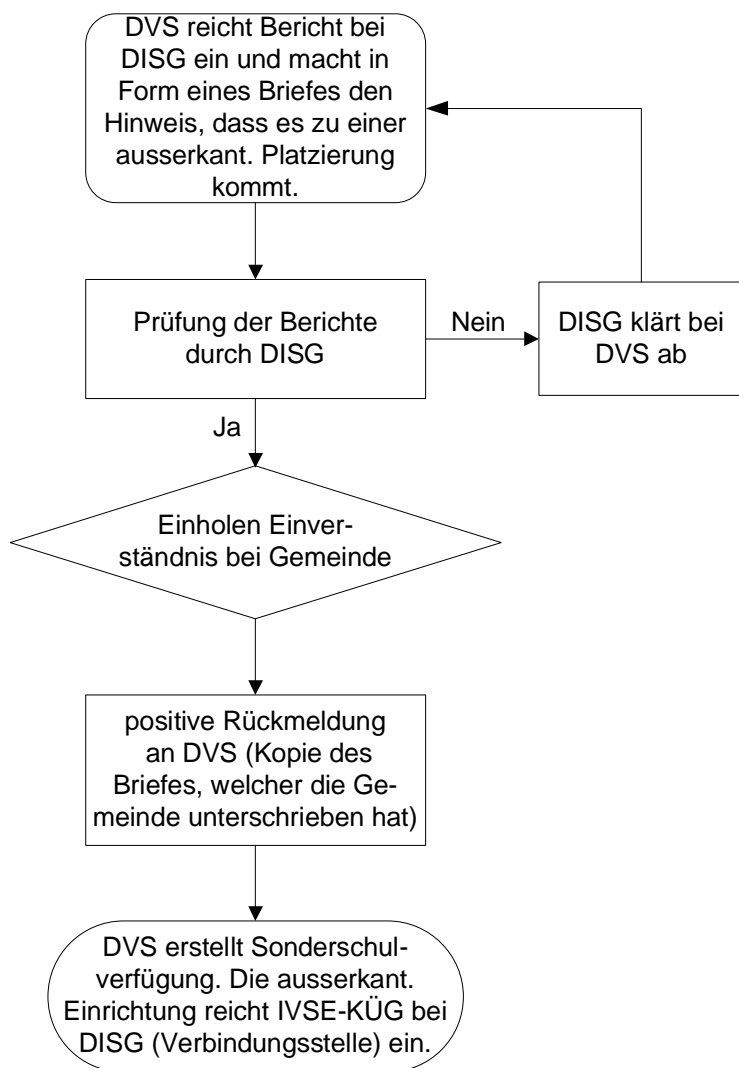 DVS reicht Bericht bei
DISG ein und macht in
Form eines Briefes den
Hinweis, dass es zu einer
ausserkant. Platzierung
kommt.
Prüfung der Berichte
durch DISG
Nein
DISG klärt bei
DVS ab
Ja
Einholen Einver-
ständnis bei Gemeinde
positive Rückmeldung
an DVS (Kopie des
Briefes, welcher die Ge-
meinde unterschrieben hat)
DVS erstellt Sonderschul-
verfügung. Die ausserkant.
Einrichtung reicht IVSE-KÜG bei
DISG (Verbindungsstelle) ein.